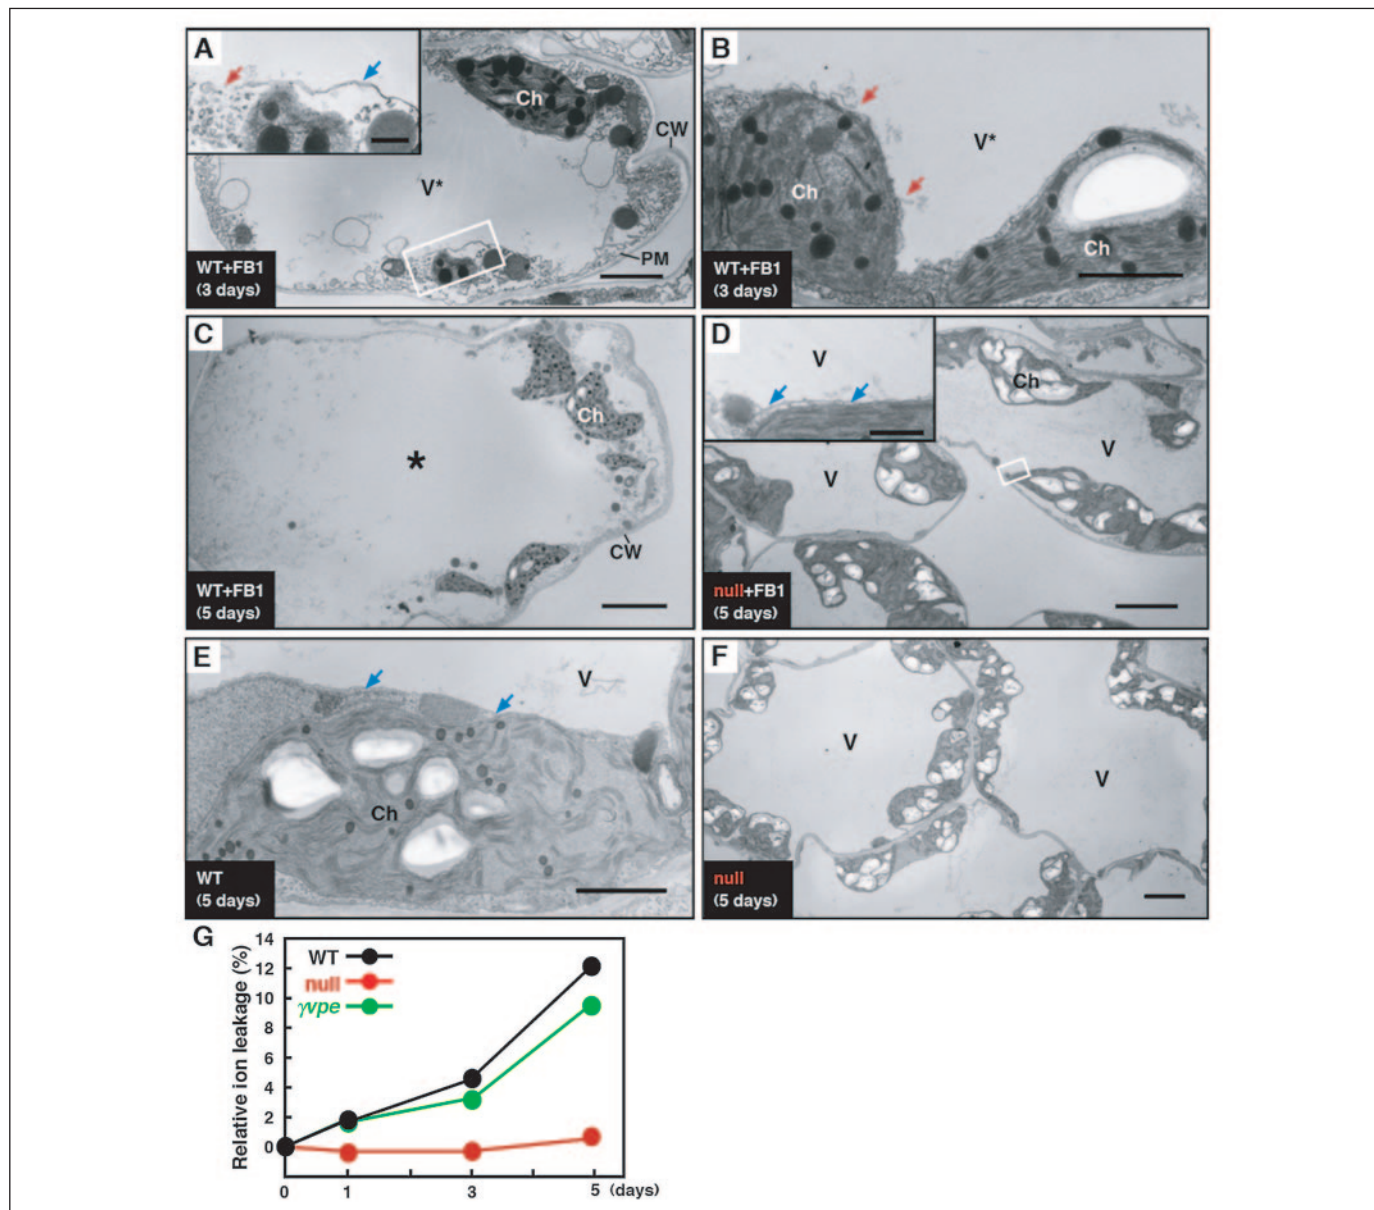 A
Ch
CW
V*
PM
WT+FB1
(3 days)
B
V*
Ch
Ch
WT+FB1
(3 days)
C
Ch
*
CW
WT+FB1
(5 days)
D
V
Ch
V
V
null+FB1
(5 days)
E
V
Ch
WT
(5 days)
F
V
V
null
(5 days)
G
Relative ion leakage (%)
14
12
10
8
6
4
2
0
WT
null
γvpe
0 1 3 5 (days)